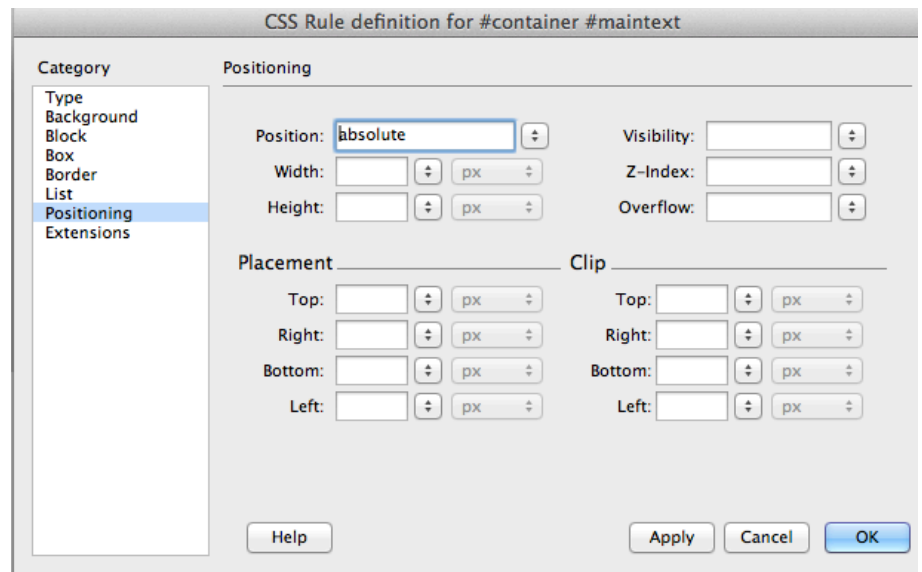 CSS Rule definition for #container #maintext
Category
Type
Background
Block
Box
Border
List
Positioning
Extensions
Positioning
Position: absolute Visibility:
Width: px Z-Index:
Height: px Overflow:
Placement Clip
Top: px Top: px
Right: px Right: px
Bottom: px Bottom: px
Left: px Left: px
Help Apply Cancel OK